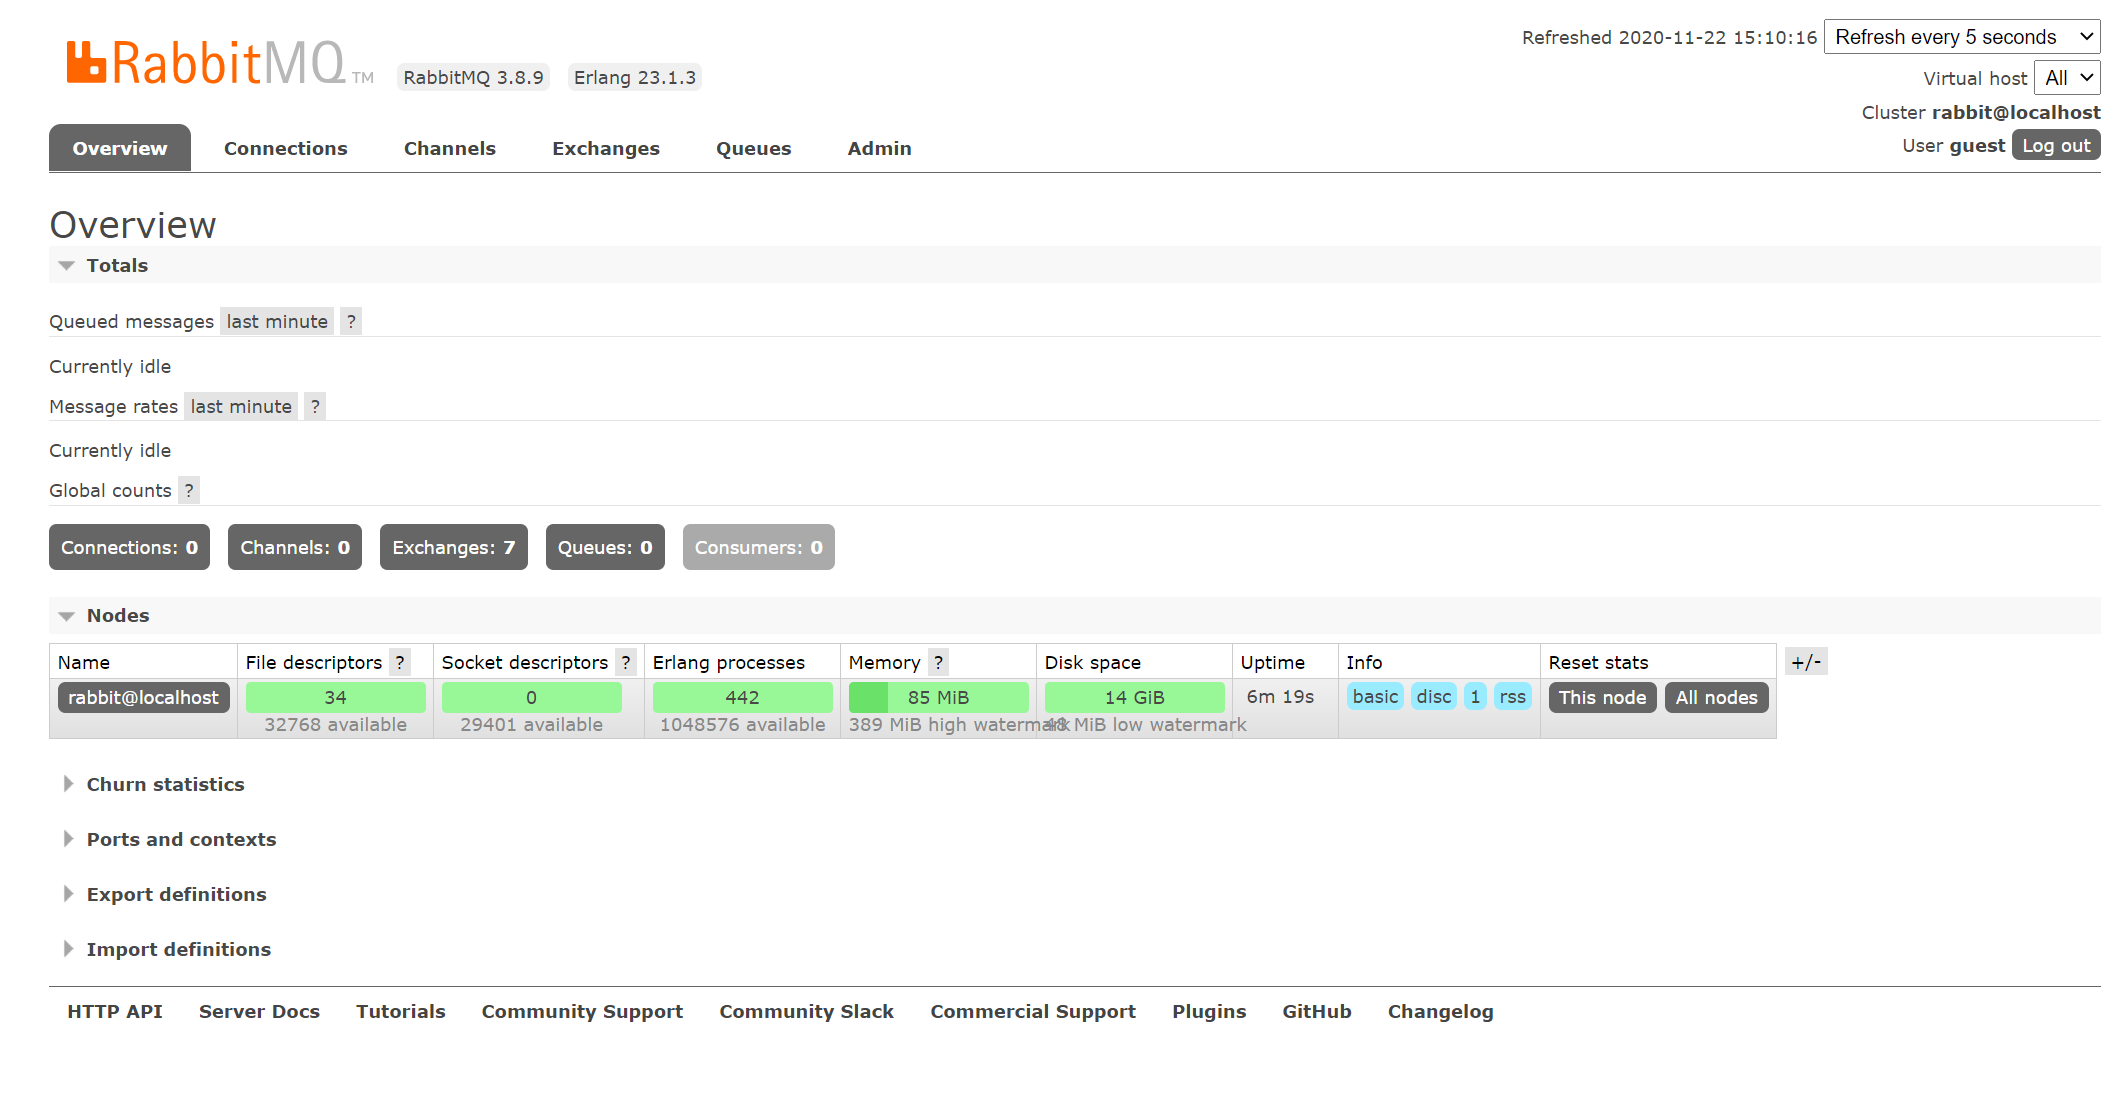 RabbitMQ TM RabbitMQ 3.8.9 Erlang 23.1.3
Refreshed 2020-11-22 15:10:16 Refresh every 5 seconds
Virtual host All
Cluster rabbit@localhost
User guest Log out
Overview Connections Channels Exchanges Queues Admin
Overview
Totals
Queued messages last minute ?
Currently idle
Message rates last minute ?
Currently idle
Global counts ?
Connections: 0 Channels: 0 Exchanges: 7 Queues: 0 Consumers: 0
Nodes
Name File descriptors ? Socket descriptors ? Erlang processes Memory ? Disk space Uptime Info Reset stats +/-
rabbit@localhost 34 0 442 85 MiB 14 GiB 6m 19s basic disc 1 rss This node All nodes
32768 available 29401 available 1048576 available 389 MiB high watermark 48 MiB low watermark
Churn statistics
Ports and contexts
Export definitions
Import definitions
HTTP API Server Docs Tutorials Community Support Community Slack Commercial Support Plugins GitHub Changelog